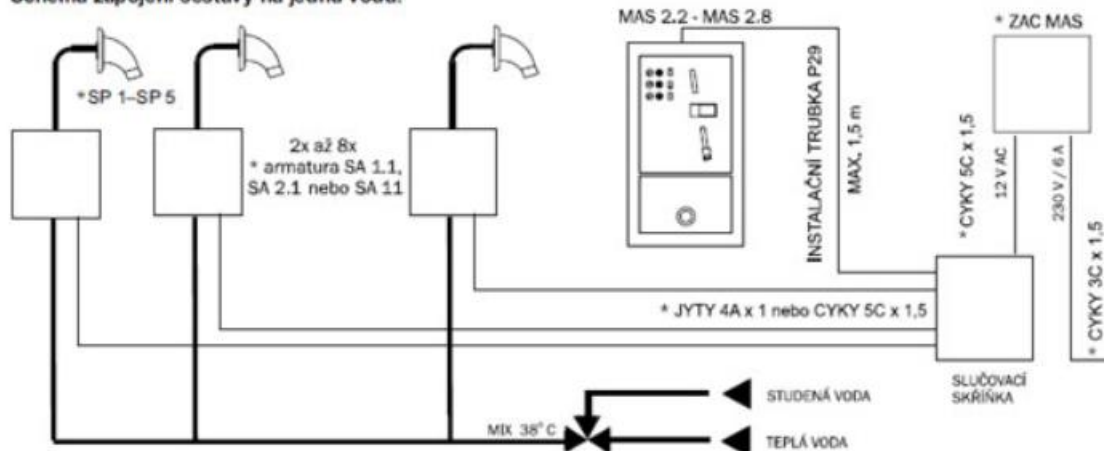 MAS 2.2 - MAS 2.8
* ZAC MAS
*SP 1–SP 5
2x až 8x
* armatura SA 1.1,
SA 2.1 nebo SA 11
INSTALAČNÍ TRUBKA P29
MAX. 1,5 m
*CYKY 5C x 1,5
12 V AC
230 V / 6 A
* CYKY 3C x 1,5
* JYTY 4A x 1 nebo CYKY 5C x 1,5
SLUČOVACÍ
SKŘÍŇKA
STUDENÁ VODA
MIX 38° C
TEPLÁ VODA